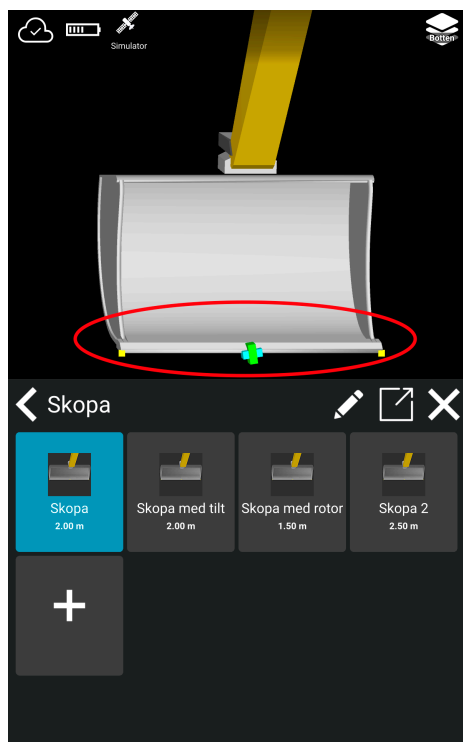 Simulator
Botten
Skopa
Skopa
2.00 m
Skopa med tilt
2.00 m
Skopa med rotor
1.50 m
Skopa 2
2.50 m